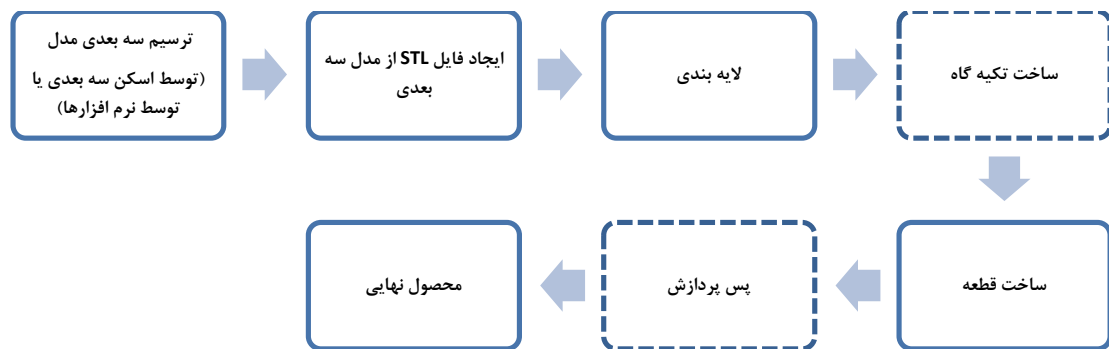 ترسیم سه بعدی مدل
(توسط اسکن سه بعدی یا
توسط نرم افزارها)
ایجاد فایل STL از مدل سه
بعدی
لایه بندی
ساخت تکیه گاه
ساخت قطعه
پس پردازش
محصول نهایی